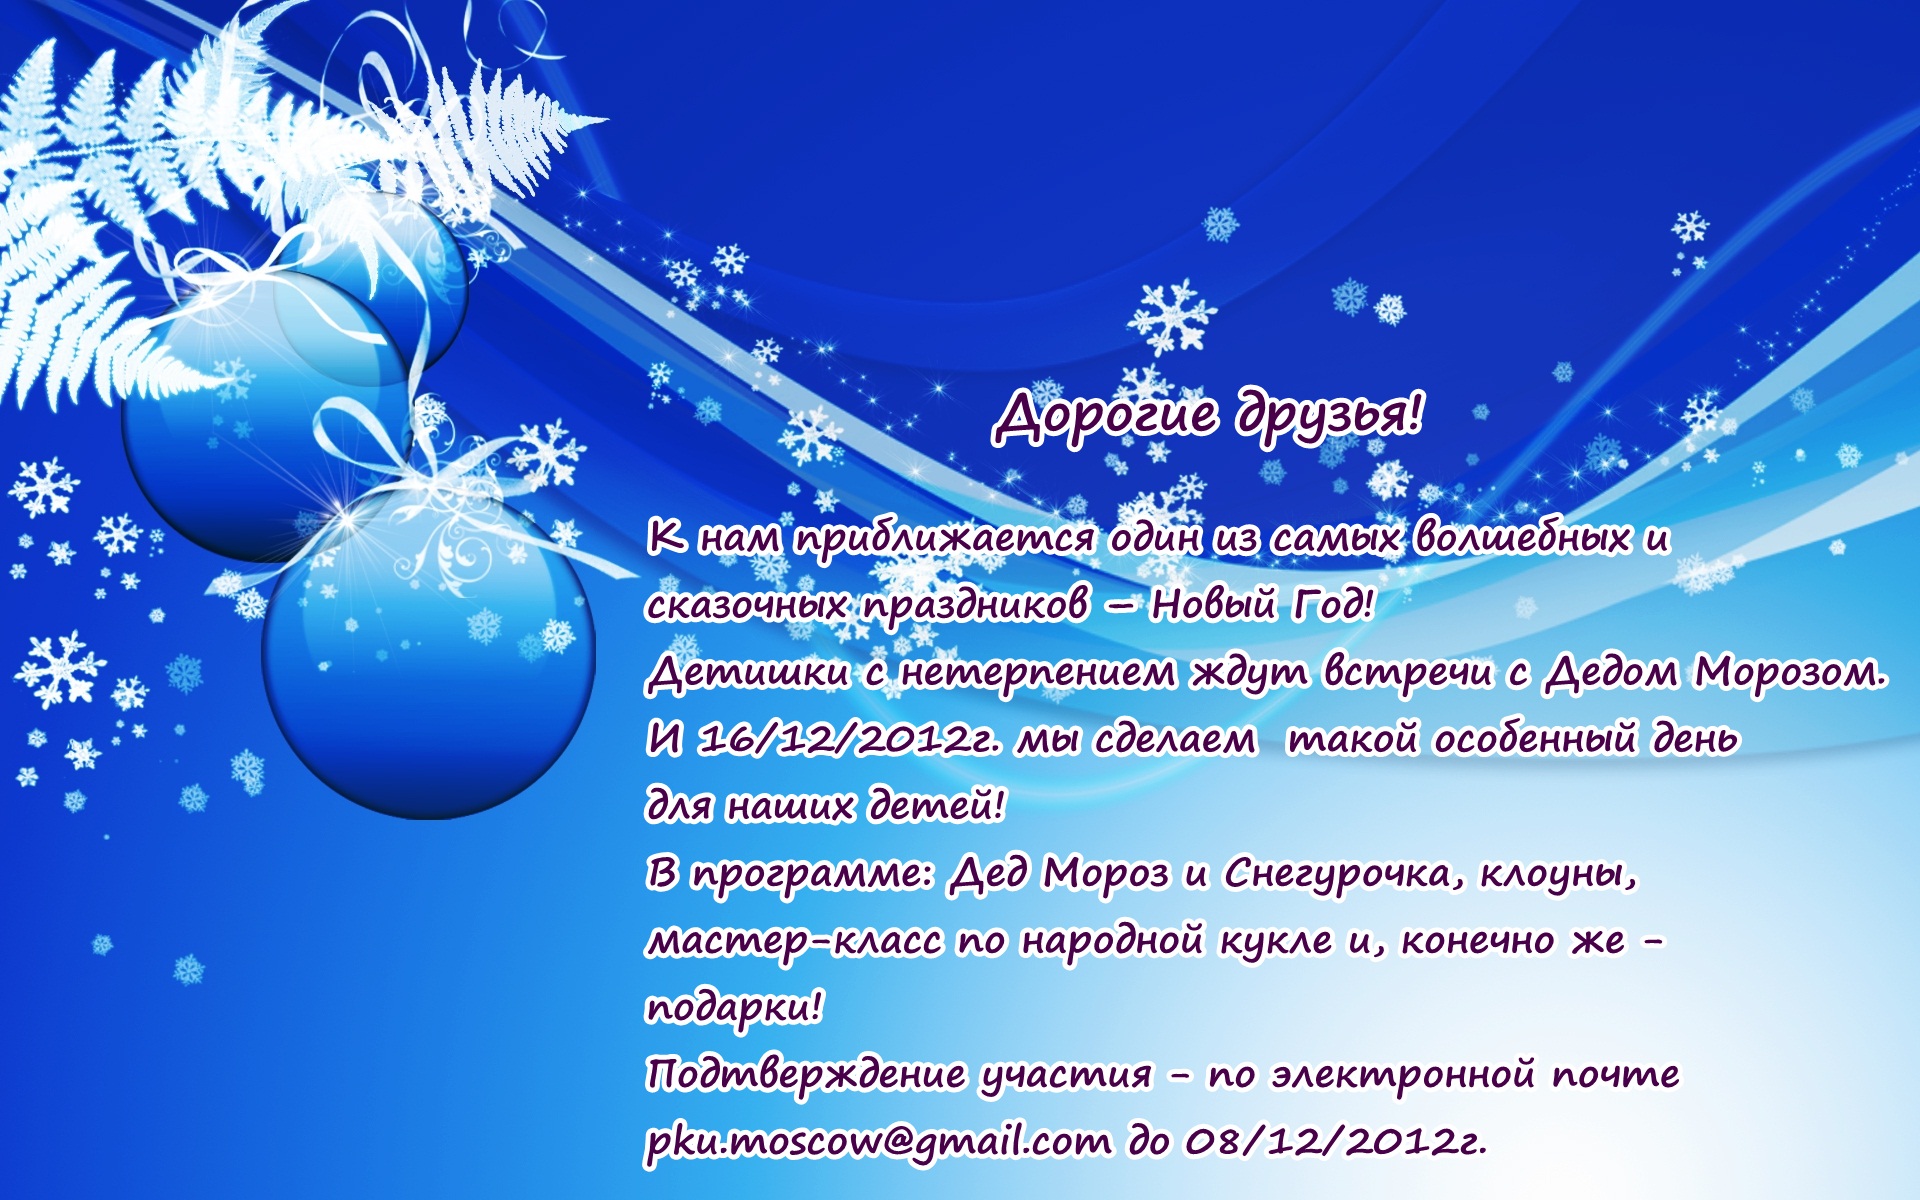 Дорогие друзья!
К нам приближается один из самых волшебных и
сказочных праздников – Новый Год!
Детишки с нетерпением ждут встречи с Дедом Морозом.
И 16/12/2012г. мы сделаем такой особенный день
для наших детей!
В программе: Дед Мороз и Снегурочка, клоуны,
мастер-класс по народной кукле и, конечно же -
подарки!
Подтверждение участия - по электронной почте
pku.moscow@gmail.com до 08/12/2012г.